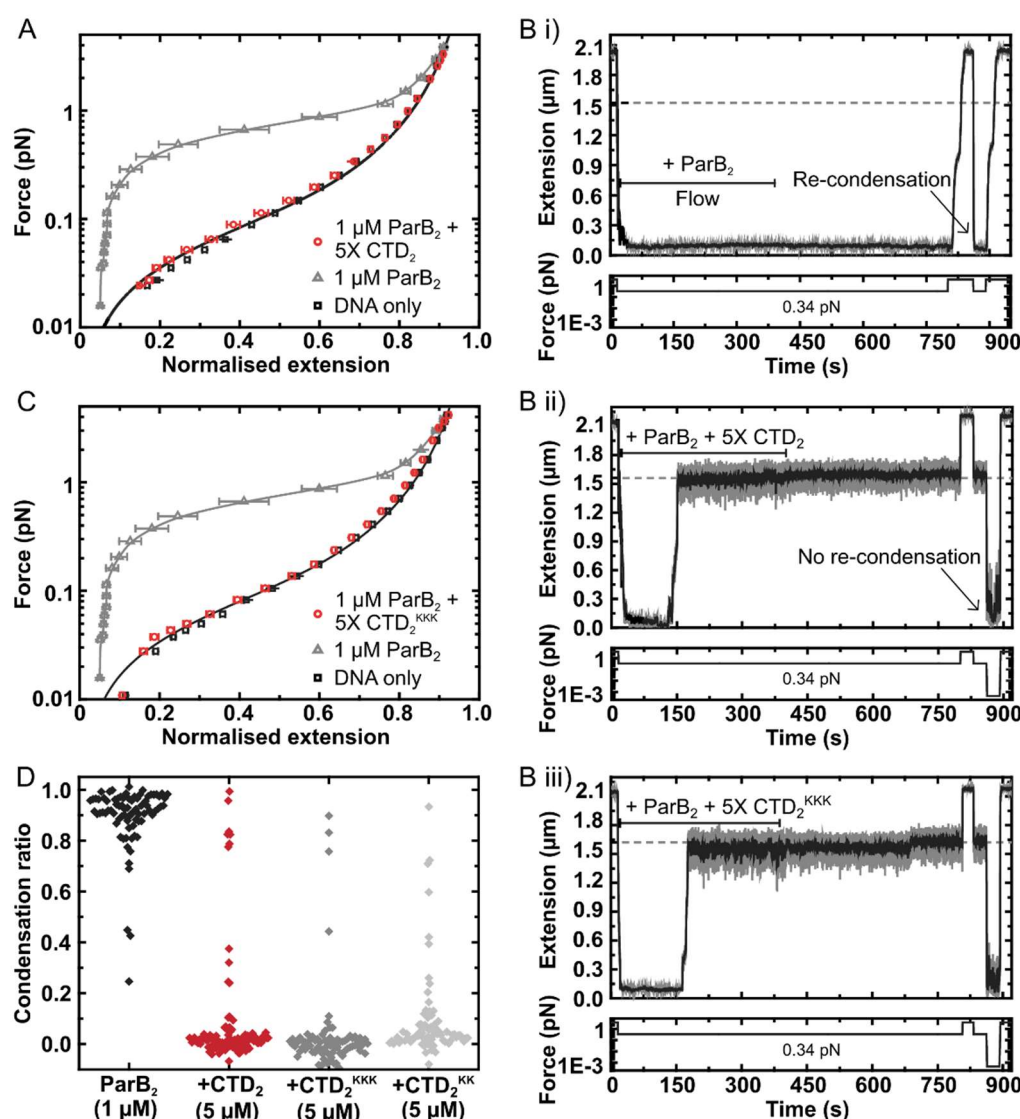 A
Force (pN)
1
0.1
0.01
1 µM ParB₂ +
5X CTD₂
1 µM ParB₂
DNA only
0.0 0.2 0.4 0.6 0.8 1.0
Normalised extension
B i)
Extension (µm)
2.1
1.8
1.5
1.2
0.9
0.6
0.3
0.0
+ ParB₂
Flow
Re-condensation
Force (pN)
1
1E-3
0.34 pN
0 150 300 450 600 750 900
Time (s)
C
Force (pN)
1
0.1
0.01
1 µM ParB₂ +
5X CTD₂ᴷᴷᴷ
1 µM ParB₂
DNA only
0.0 0.2 0.4 0.6 0.8 1.0
Normalised extension
B ii)
Extension (µm)
2.1
1.8
1.5
1.2
0.9
0.6
0.3
0.0
+ ParB₂ + 5X CTD₂
No re-condensation
Force (pN)
1
1E-3
0.34 pN
0 150 300 450 600 750 900
Time (s)
D
Condensation ratio
1.0
0.8
0.6
0.4
0.2
0.0
ParB₂ +CTD₂ +CTD₂ᴷᴷᴷ +CTD₂ᴷᴷ
(1 µM) (5 µM) (5 µM) (5 µM)
B iii)
Extension (µm)
2.1
1.8
1.5
1.2
0.9
0.6
0.3
0.0
+ ParB₂ + 5X CTD₂ᴷᴷᴷ
Force (pN)
1
1E-3
0.34 pN
0 150 300 450 600 750 900
Time (s)